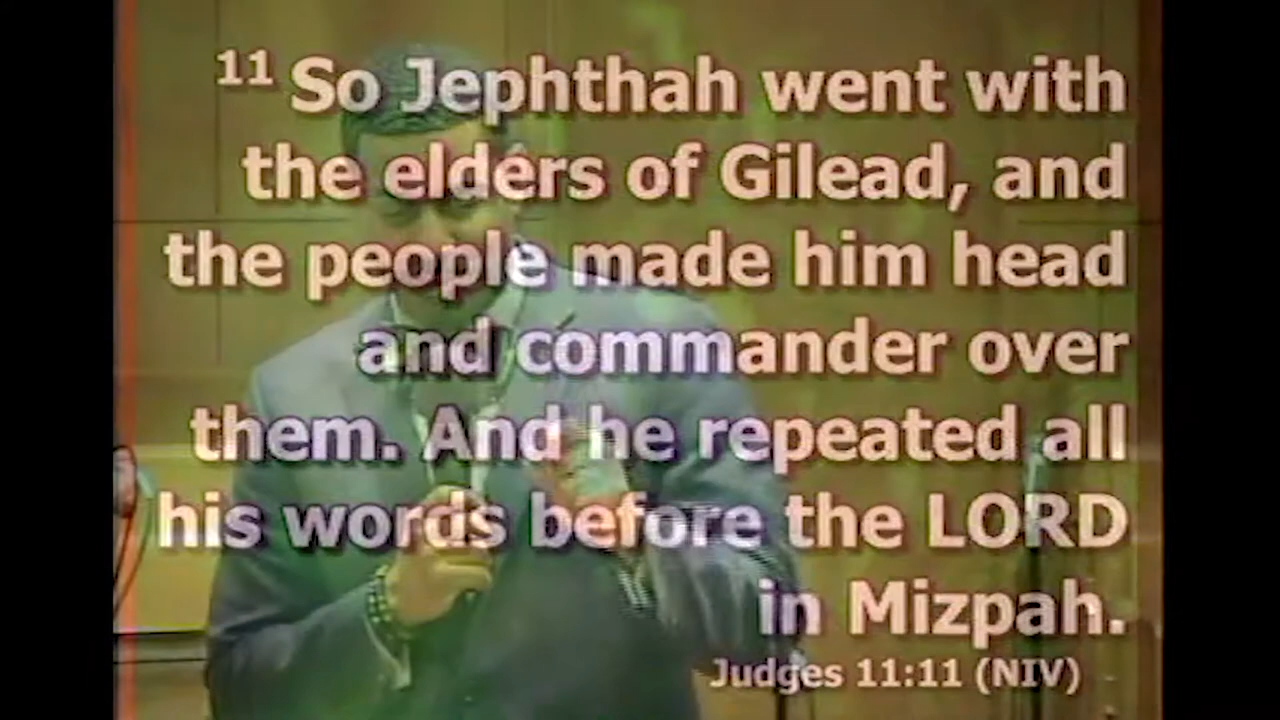 11 So Jephthah went with
the elders of Gilead, and
the people made him head
and commander over
them. And he repeated all
his words before the LORD
in Mizpah.
Judges 11:11 (NIV)